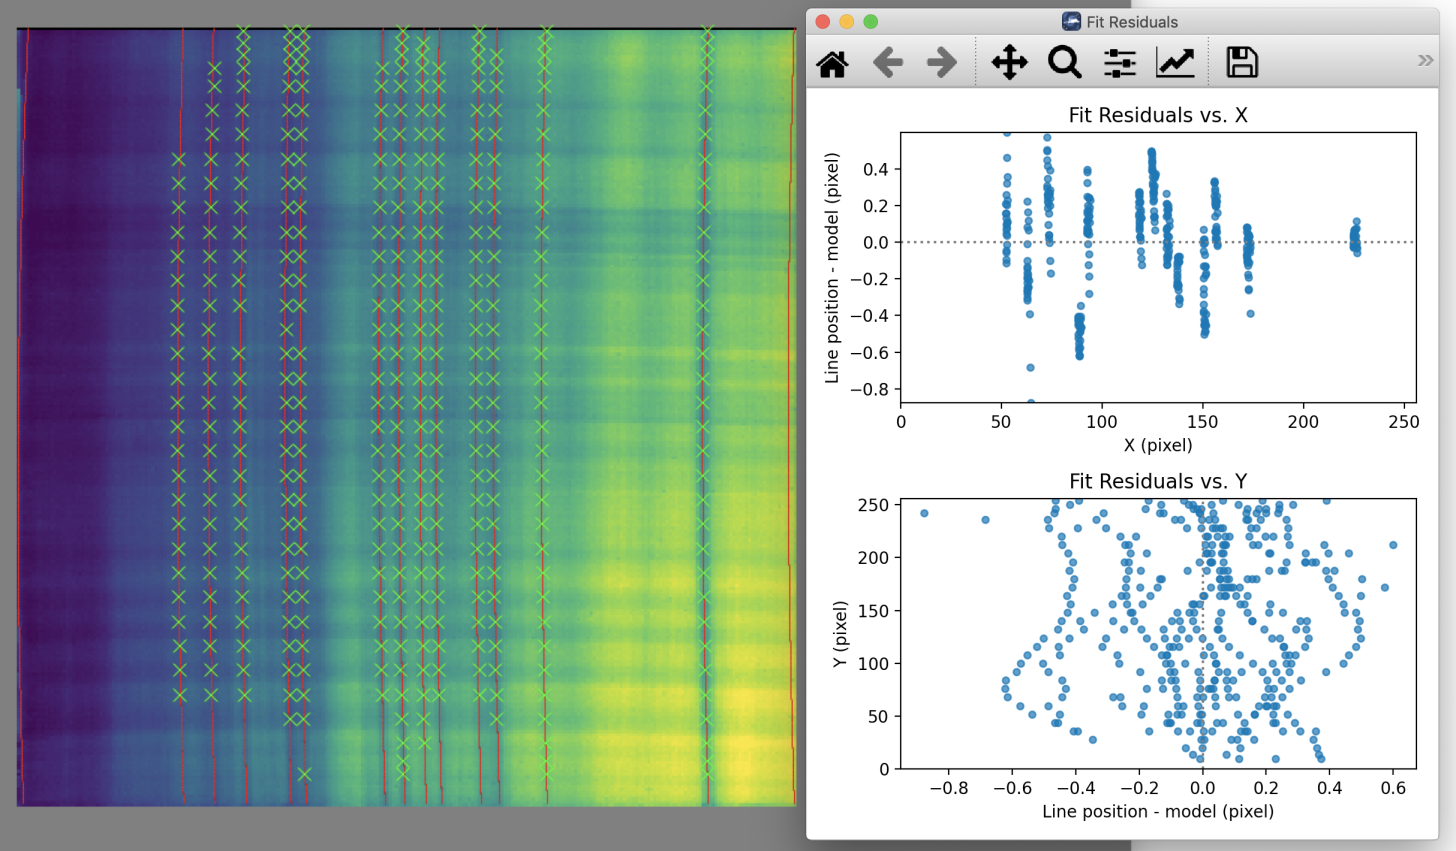 Fit Residuals
»
Fit Residuals vs. X
Line position - model (pixel)
0.4
0.2
0.0
−0.2
−0.4
−0.6
−0.8
0 50 100 150 200 250
X (pixel)
Fit Residuals vs. Y
Y (pixel)
250
200
150
100
50
0
−0.8 −0.6 −0.4 −0.2 0.0 0.2 0.4 0.6
Line position - model (pixel)